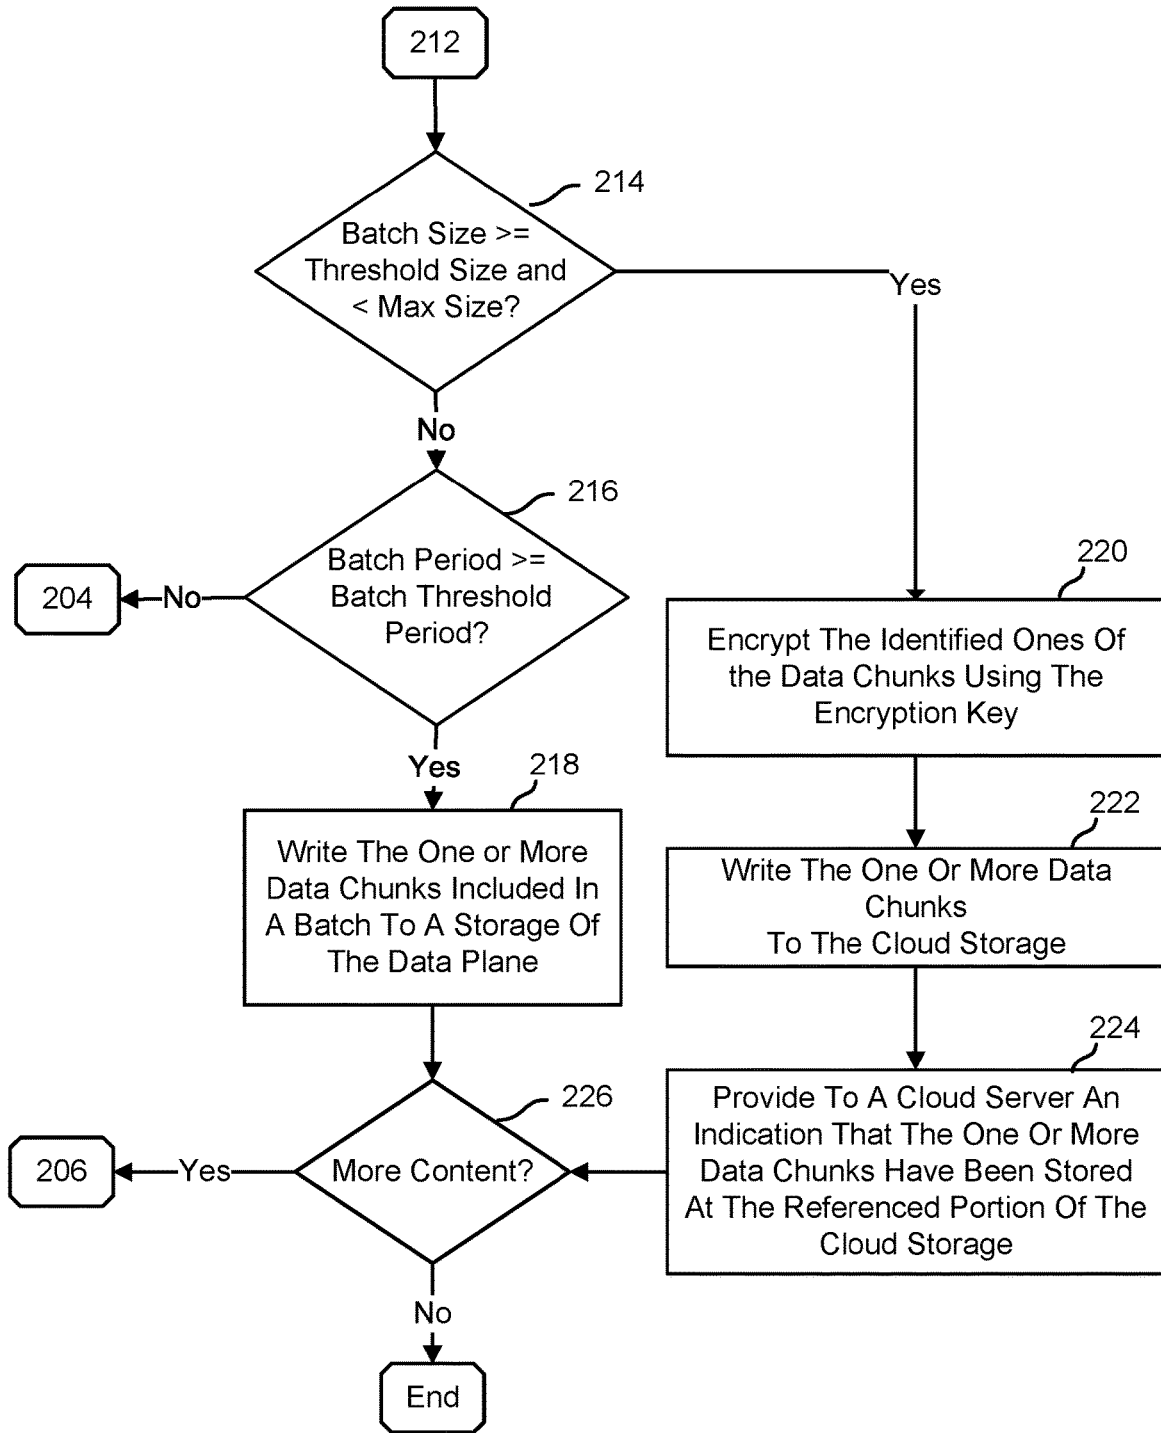 212
214
Batch Size >=
Threshold Size and
< Max Size?
Yes
No
216
Batch Period >=
Batch Threshold
Period?
204
No
220
Encrypt The Identified Ones Of
the Data Chunks Using The
Encryption Key
Yes
218
Write The One or More
Data Chunks Included In
A Batch To A Storage Of
The Data Plane
222
Write The One Or More Data
Chunks
To The Cloud Storage
224
Provide To A Cloud Server An
Indication That The One Or More
Data Chunks Have Been Stored
At The Referenced Portion Of The
Cloud Storage
226
More Content?
Yes
206
No
End